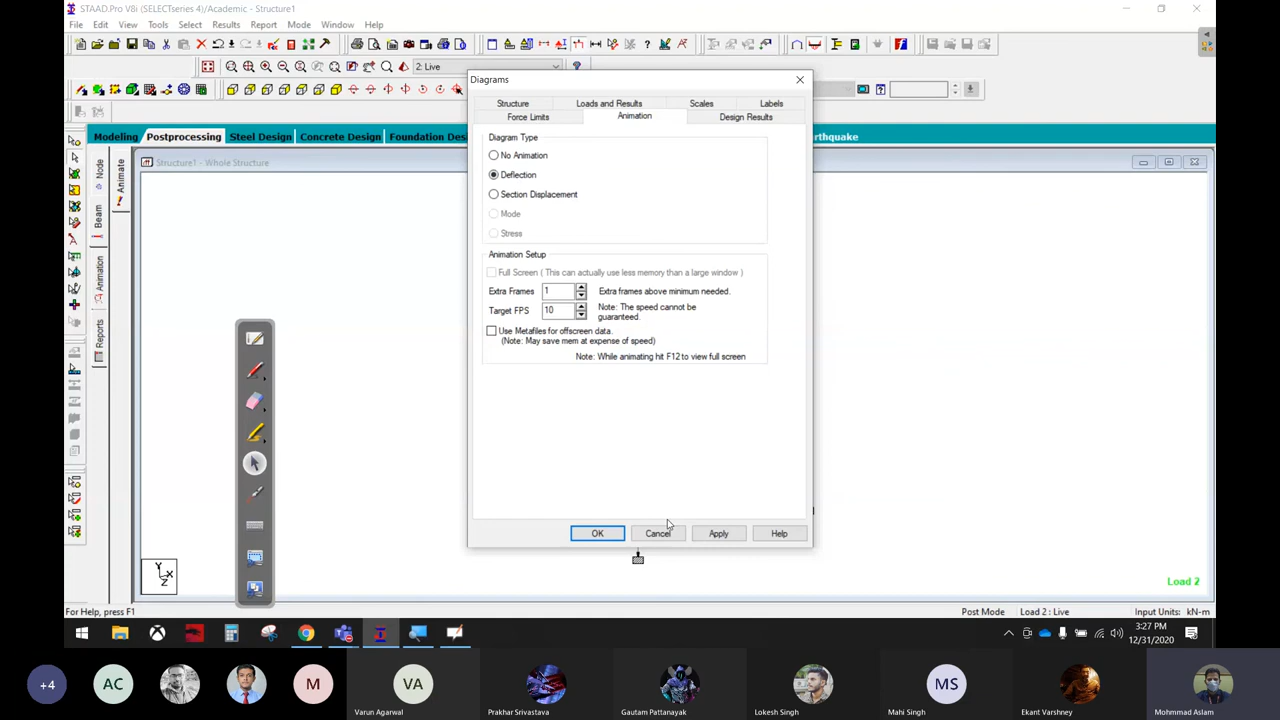 STAAD.Pro V8i (SELECTseries 4)/Academic - Structure1
File Edit View Tools Select Results Report Mode Window Help
2: Live
Modeling Postprocessing Steel Design Concrete Design Foundation Des
rthquake
Structure1 - Whole Structure
Node
Beam
Animation
Reports
Animate
Diagrams
Structure Loads and Results Scales Labels
Force Limits Animation Design Results
Diagram Type
No Animation
Deflection
Section Displacement
Mode
Stress
Animation Setup
Full Screen ( This can actually use less memory than a large window )
Extra Frames 1 Extra frames above minimum needed.
Target FPS 10 Note: The speed cannot be
guaranteed.
Use Metafiles for offscreen data.
(Note: May save mem at expense of speed)
Note: While animating hit F12 to view full screen
OK Cancel Apply Help
Y
X
Z
Load 2
For Help, press F1 Post Mode Load 2 : Live Input Units: kN-m
3:27 PM
12/31/2020
+4 AC M VA MS
Varun Agarwal Prakhar Srivastava Gautam Pattanayak Lokesh Singh Mahi Singh Ekant Varshney Mohmmad Aslam